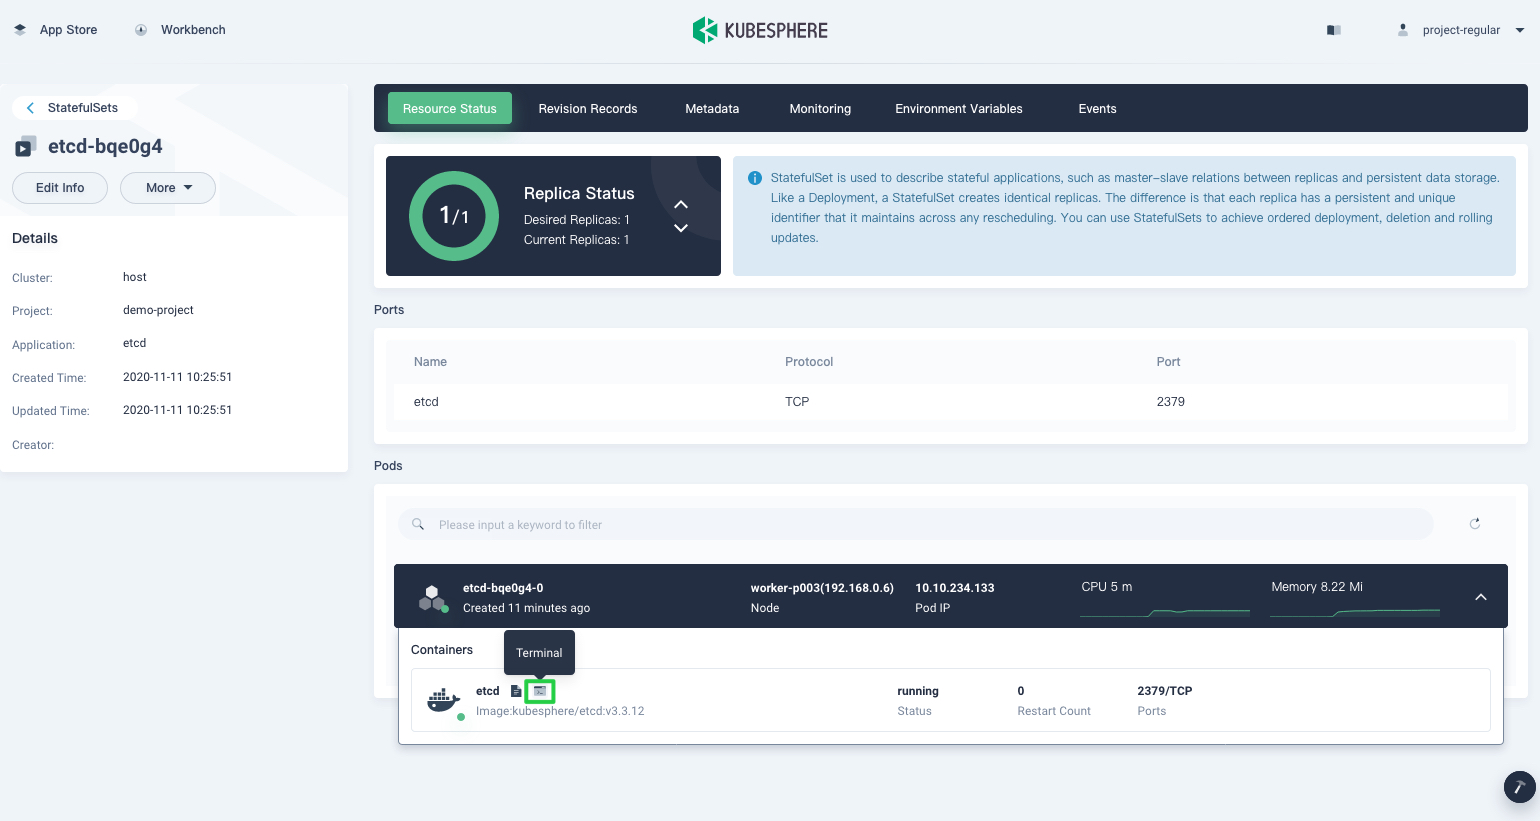 App Store
Workbench
KUBESPHERE
project-regular
StatefulSets
etcd-bqe0g4
Edit Info
More
Details
Cluster: host
Project: demo-project
Application: etcd
Created Time: 2020-11-11 10:25:51
Updated Time: 2020-11-11 10:25:51
Creator:
Resource Status
Revision Records
Metadata
Monitoring
Environment Variables
Events
1/1
Replica Status
Desired Replicas: 1
Current Replicas: 1
StatefulSet is used to describe stateful applications, such as master-slave relations between replicas and persistent data storage.
Like a Deployment, a StatefulSet creates identical replicas. The difference is that each replica has a persistent and unique
identifier that it maintains across any rescheduling. You can use StatefulSets to achieve ordered deployment, deletion and rolling
updates.
Ports
Name Protocol Port
etcd TCP 2379
Pods
Please input a keyword to filter
etcd-bqe0g4-0
Created 11 minutes ago
worker-p003(192.168.0.6)
Node
10.10.234.133
Pod IP
CPU 5 m
Memory 8.22 Mi
Containers
Terminal
etcd
Image:kubesphere/etcd:v3.3.12
running
Status
0
Restart Count
2379/TCP
Ports